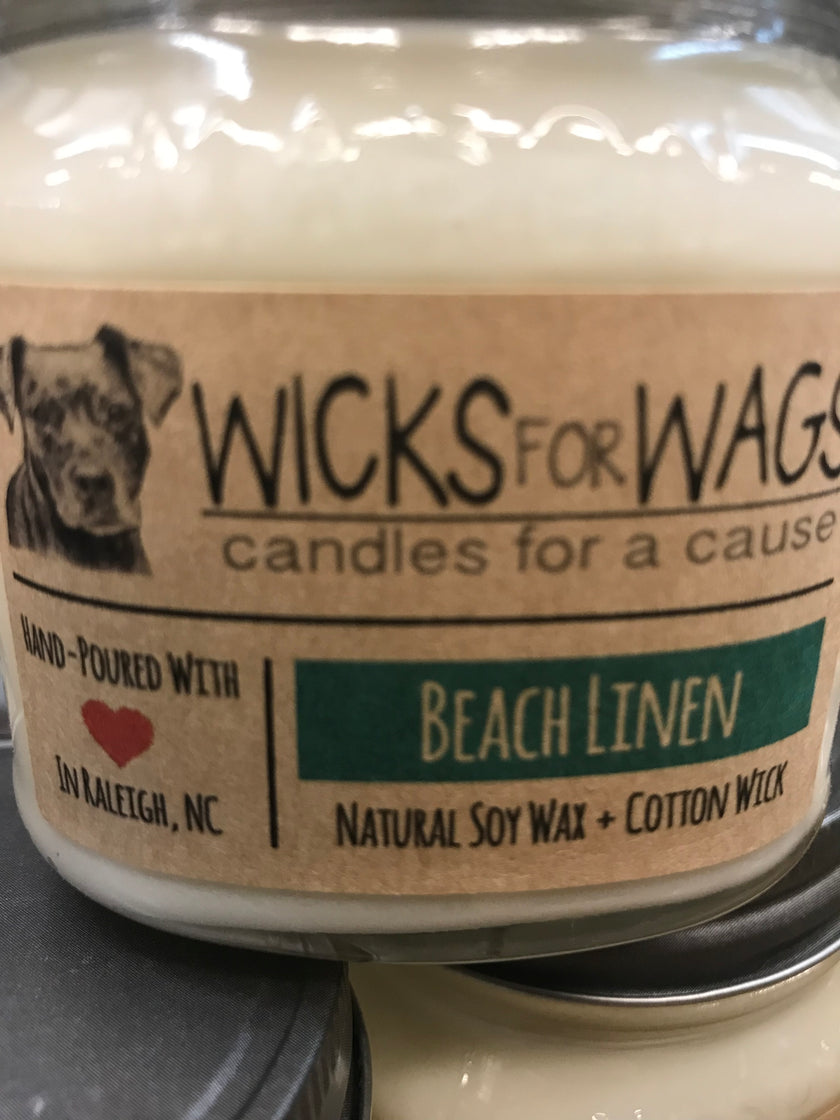 WICKS FOR WAGS
candles for a cause
HAND-POURED WITH
IN RALEIGH, NC
BEACH LINEN
NATURAL SOY WAX + COTTON WICK